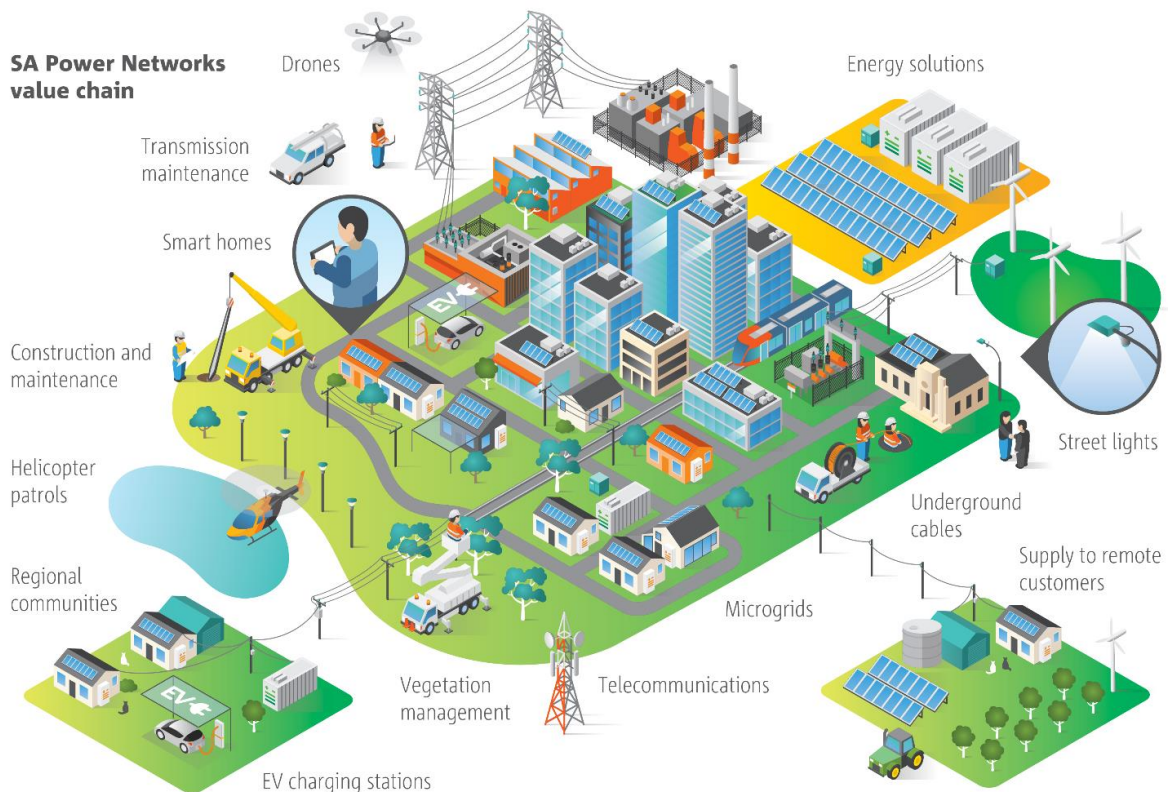 SA Power Networks
value chain
Drones
Energy solutions
Transmission
maintenance
Smart homes
EV
Construction and
maintenance
Street lights
Helicopter
patrols
Underground
cables
Regional
communities
Supply to remote
customers
Microgrids
Vegetation
management
Telecommunications
EV
EV charging stations